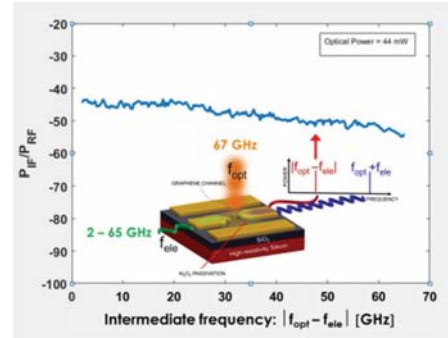 -20
-30
-40
-50
-60
-70
-80
-90
-100
P_IF/P_RF
Optical Power = 44 mW
67 GHz
f_opt
GRAPHENE CHANNEL
2 – 65 GHz
f_ele
Al₂O₃ PASSIVATION
SiO₂
High-resistivity Silicon
POWER
|f_opt – f_ele|
f_opt + f_ele
FREQUENCY
0 10 20 30 40 50 60 70
Intermediate frequency: |f_opt – f_ele| [GHz]